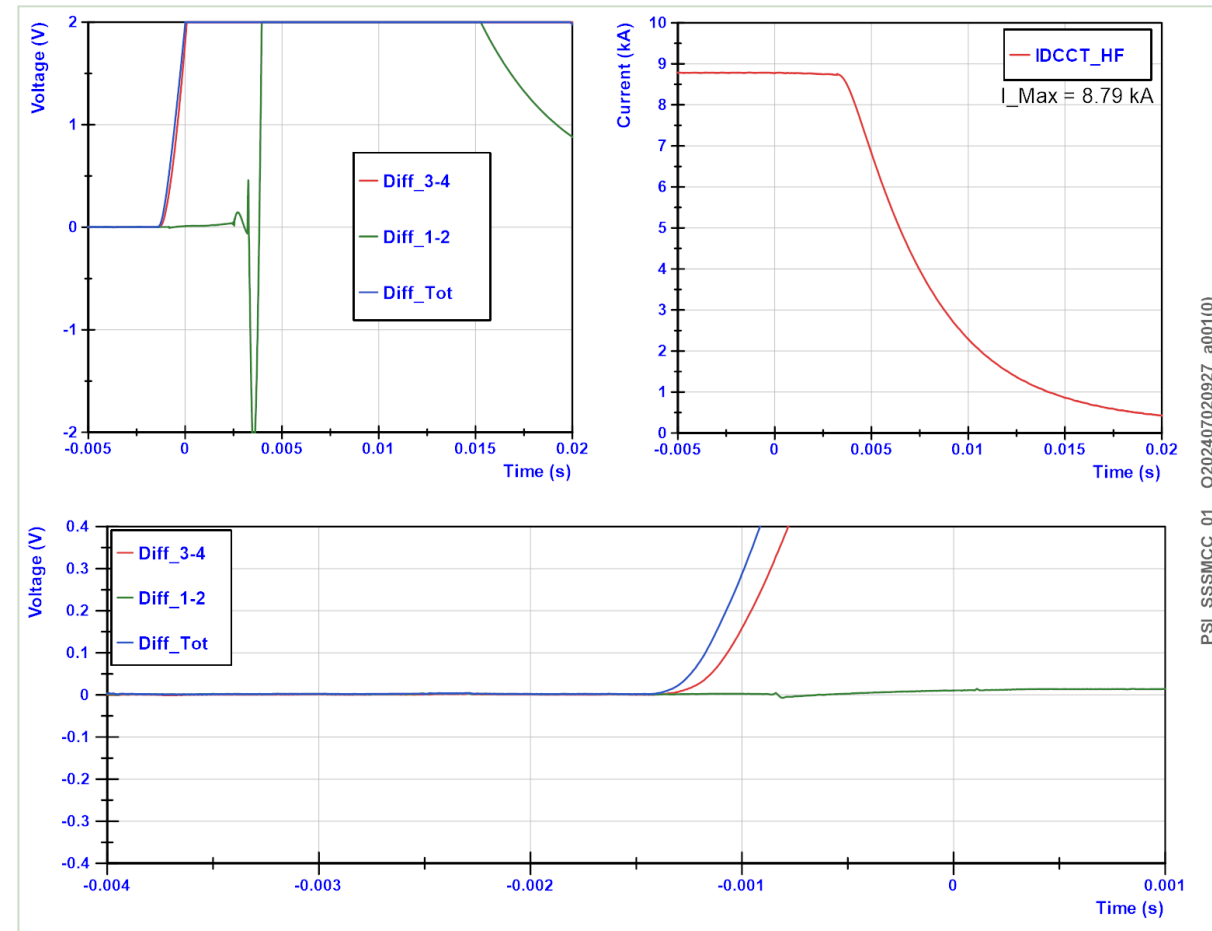 Voltage (V)
2
1
0
-1
-2
-0.005
0
0.005
0.01
0.015
0.02
Time (s)
Diff_3-4
Diff_1-2
Diff_Tot
Current (kA)
10
9
8
7
6
5
4
3
2
1
0
-0.005
0
0.005
0.01
0.015
0.02
Time (s)
IDCCT_HF
I_Max = 8.79 kA
Voltage (V)
0.4
0.3
0.2
0.1
0
-0.1
-0.2
-0.3
-0.4
-0.004
-0.003
-0.002
-0.001
0
0.001
Time (s)
Diff_3-4
Diff_1-2
Diff_Tot
PSI_SSSMCC_01 O202407020927_a001(0)